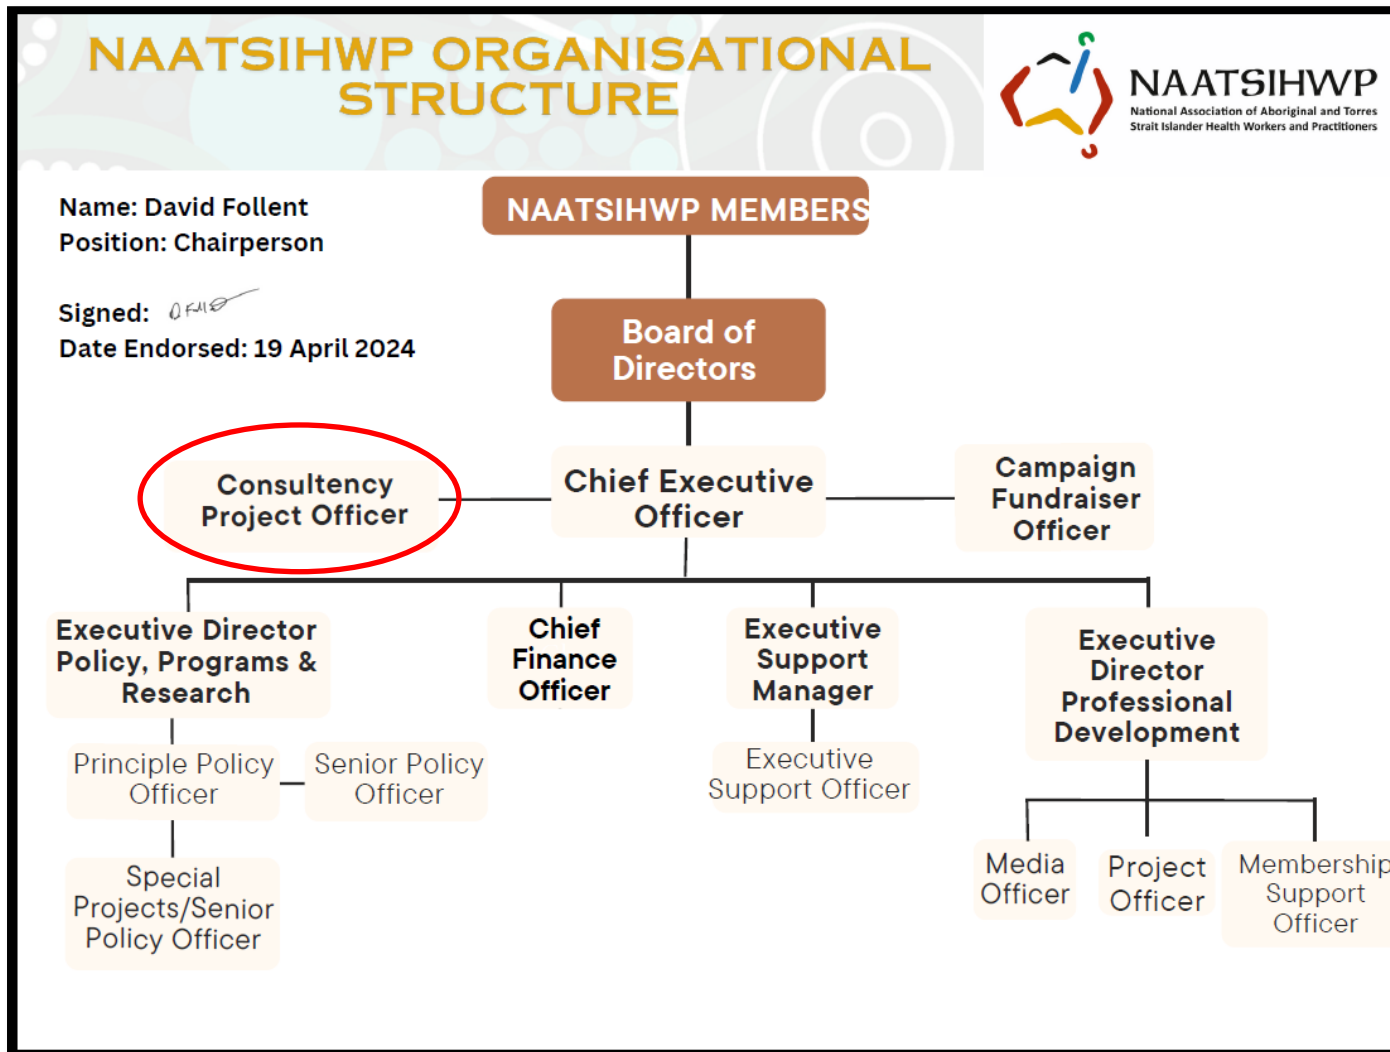 NAATSIHWP ORGANISATIONAL
STRUCTURE
NAATSIHWP
National Association of Aboriginal and Torres
Strait Islander Health Workers and Practitioners
Name: David Follent
Position: Chairperson
Signed:
Date Endorsed: 19 April 2024
NAATSIHWP MEMBERS
Board of
Directors
Consultency
Project Officer
Chief Executive
Officer
Campaign
Fundraiser
Officer
Executive Director
Policy, Programs &
Research
Chief
Finance
Officer
Executive
Support
Manager
Executive
Director
Professional
Development
Principle Policy
Officer
Senior Policy
Officer
Executive
Support Officer
Special
Projects/Senior
Policy Officer
Media
Officer
Project
Officer
Membership
Support
Officer